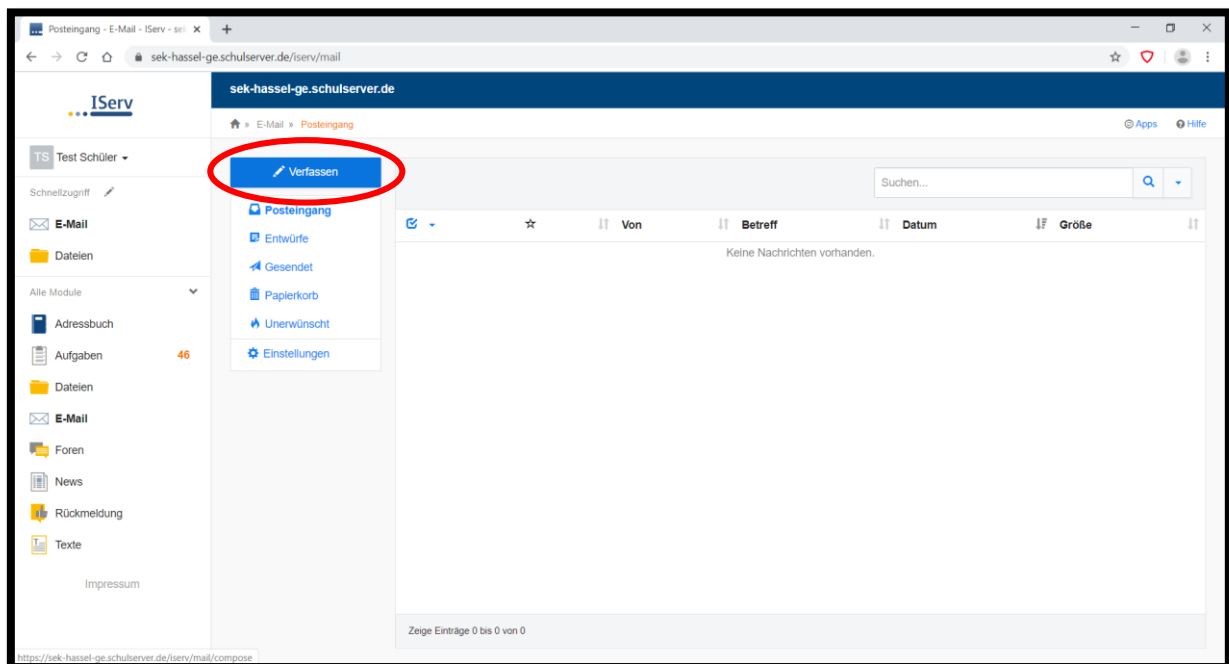 Posteingang - E-Mail - IServ - sek
sek-hassel-ge.schulserver.de/iserv/mail
IServ
sek-hassel-ge.schulserver.de
E-Mail » Posteingang
Apps Hilfe
TS Test Schüler
Schnellzugriff
E-Mail
Dateien
Alle Module
Adressbuch
Aufgaben 46
Dateien
E-Mail
Foren
News
Rückmeldung
Texte
Impressum
Verfassen
Posteingang
Entwürfe
Gesendet
Papierkorb
Unerwünscht
Einstellungen
Suchen...
Von Betreff Datum Größe
Keine Nachrichten vorhanden.
Zeige Einträge 0 bis 0 von 0
https://sek-hassel-ge.schulserver.de/iserv/mail/compose